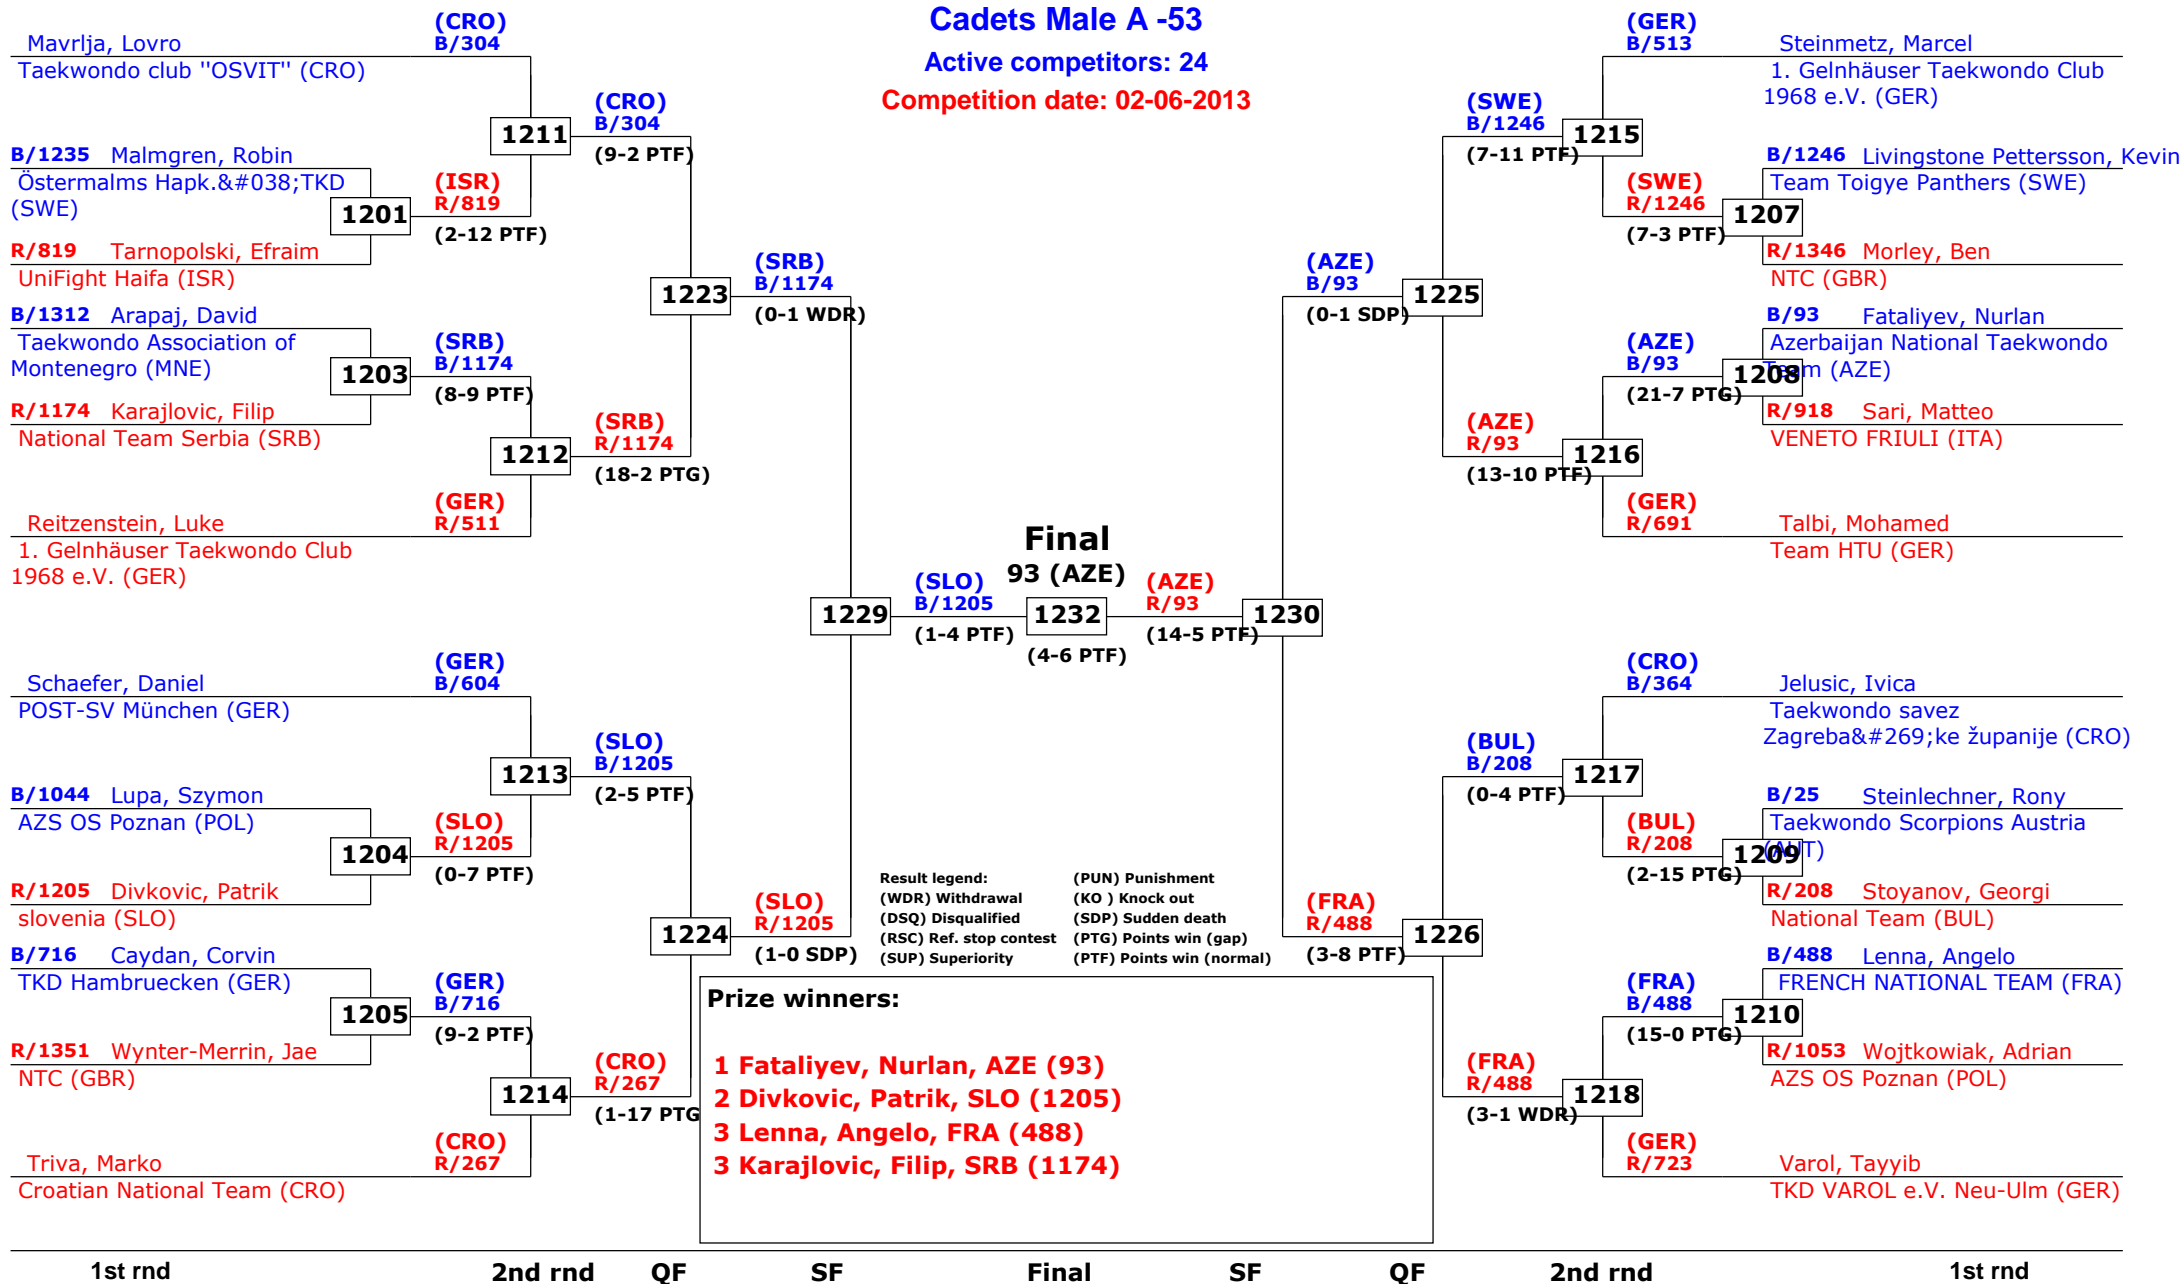 Cadets Male A -53
Active competitors: 24
Competition date: 02-06-2013
Mavrlja, Lovro
Taekwondo club "OSVIT" (CRO)
(CRO)
B/304
B/1235 Malmgren, Robin
Östermalms Hapk.&#038;TKD
(SWE)
1201
(ISR)
R/819
(2-12 PTF)
R/819 Tarnopolski, Efraim
UniFight Haifa (ISR)
1211
(CRO)
B/304
(9-2 PTF)
B/1312 Arapaj, David
Taekwondo Association of
Montenegro (MNE)
1203
(SRB)
B/1174
(8-9 PTF)
R/1174 Karajlovic, Filip
National Team Serbia (SRB)
1212
(SRB)
R/1174
(18-2 PTG)
Reitzenstein, Luke
1. Gelnhäuser Taekwondo Club
1968 e.V. (GER)
(GER)
R/511
1223
(SRB)
B/1174
(0-1 WDR)
Schaefer, Daniel
POST-SV München (GER)
(GER)
B/604
B/1044 Lupa, Szymon
AZS OS Poznan (POL)
1204
(SLO)
R/1205
(0-7 PTF)
R/1205 Divkovic, Patrik
slovenia (SLO)
1213
(SLO)
B/1205
(2-5 PTF)
B/716 Caydan, Corvin
TKD Hambruecken (GER)
1205
(GER)
B/716
(9-2 PTF)
R/1351 Wynter-Merrin, Jae
NTC (GBR)
1214
(CRO)
R/267
(1-17 PTG
Triva, Marko
Croatian National Team (CRO)
(CRO)
R/267
1224
(SLO)
R/1205
(1-0 SDP)
1229
(SLO)
B/1205
(1-4 PTF)
Final
93 (AZE)
1232
(4-6 PTF)
(AZE)
R/93
(14-5 PTF)
1230
(GER)
B/513
Steinmetz, Marcel
1. Gelnhäuser Taekwondo Club
1968 e.V. (GER)
(SWE)
B/1246
(7-11 PTF)
1215
B/1246 Livingstone Pettersson, Kevin
Team Toigye Panthers (SWE)
(SWE)
R/1246
(7-3 PTF)
1207
R/1346 Morley, Ben
NTC (GBR)
(AZE)
B/93
(0-1 SDP)
1225
B/93 Fataliyev, Nurlan
Azerbaijan National Taekwondo
Team (AZE)
(AZE)
B/93
(21-7 PTG)
1208
R/918 Sari, Matteo
VENETO FRIULI (ITA)
(AZE)
R/93
(13-10 PTF)
1216
(GER)
R/691
Talbi, Mohamed
Team HTU (GER)
(CRO)
B/364
Jelusic, Ivica
Taekwondo savez
Zagreba&#269;ke županije (CRO)
(BUL)
B/208
(0-4 PTF)
1217
B/25 Steinlechner, Rony
Taekwondo Scorpions Austria
(AUT)
(BUL)
R/208
(2-15 PTG)
1209
R/208 Stoyanov, Georgi
National Team (BUL)
(FRA)
R/488
(3-8 PTF)
1226
B/488 Lenna, Angelo
FRENCH NATIONAL TEAM (FRA)
(FRA)
B/488
(15-0 PTG)
1210
R/1053 Wojtkowiak, Adrian
AZS OS Poznan (POL)
(FRA)
R/488
(3-1 WDR)
1218
(GER)
R/723
Varol, Tayyib
TKD VAROL e.V. Neu-Ulm (GER)
Result legend:
(WDR) Withdrawal
(DSQ) Disqualified
(RSC) Ref. stop contest
(SUP) Superiority
(PUN) Punishment
(KO ) Knock out
(SDP) Sudden death
(PTG) Points win (gap)
(PTF) Points win (normal)
Prize winners:
1 Fataliyev, Nurlan, AZE (93)
2 Divkovic, Patrik, SLO (1205)
3 Lenna, Angelo, FRA (488)
3 Karajlovic, Filip, SRB (1174)
1st rnd 2nd rnd QF SF Final SF QF 2nd rnd 1st rnd